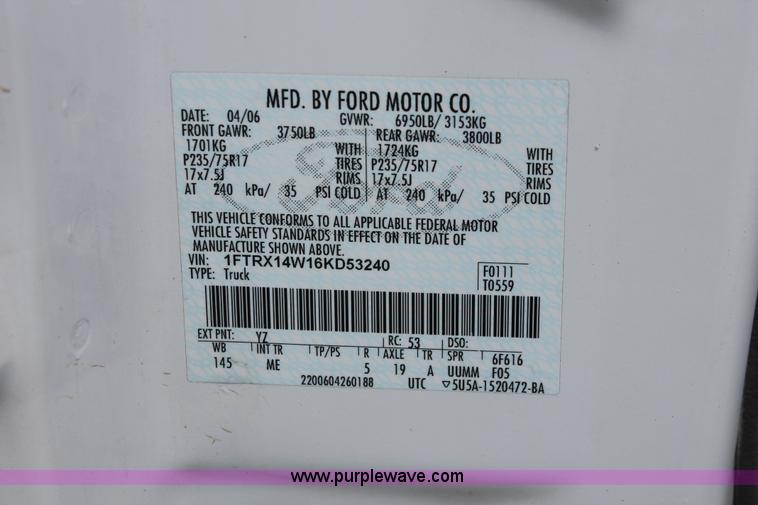 MFD. BY FORD MOTOR CO.
DATE: 04/06 GVWR: 6950LB/ 3153KG
FRONT GAWR: 3750LB REAR GAWR: 3800LB
1701KG WITH 1724KG WITH
P235/75R17 TIRES P235/75R17 TIRES
17x7.5J RIMS 17x7.5J RIMS
AT 240 kPa/ 35 PSI COLD AT 240 kPa/ 35 PSI COLD
Ford
THIS VEHICLE CONFORMS TO ALL APPLICABLE FEDERAL MOTOR
VEHICLE SAFETY STANDARDS IN EFFECT ON THE DATE OF
MANUFACTURE SHOWN ABOVE.
VIN: 1FTRX14W16KD53240 F0111
TYPE: Truck T0559
EXT PNT: YZ RC: 53 DSO:
WB INT TR TP/PS R AXLE TR SPR 6F616
145 ME 5 19 A UUMM F05
2200604260188 UTC ▽5U5A-1520472-BA
www.purplewave.com